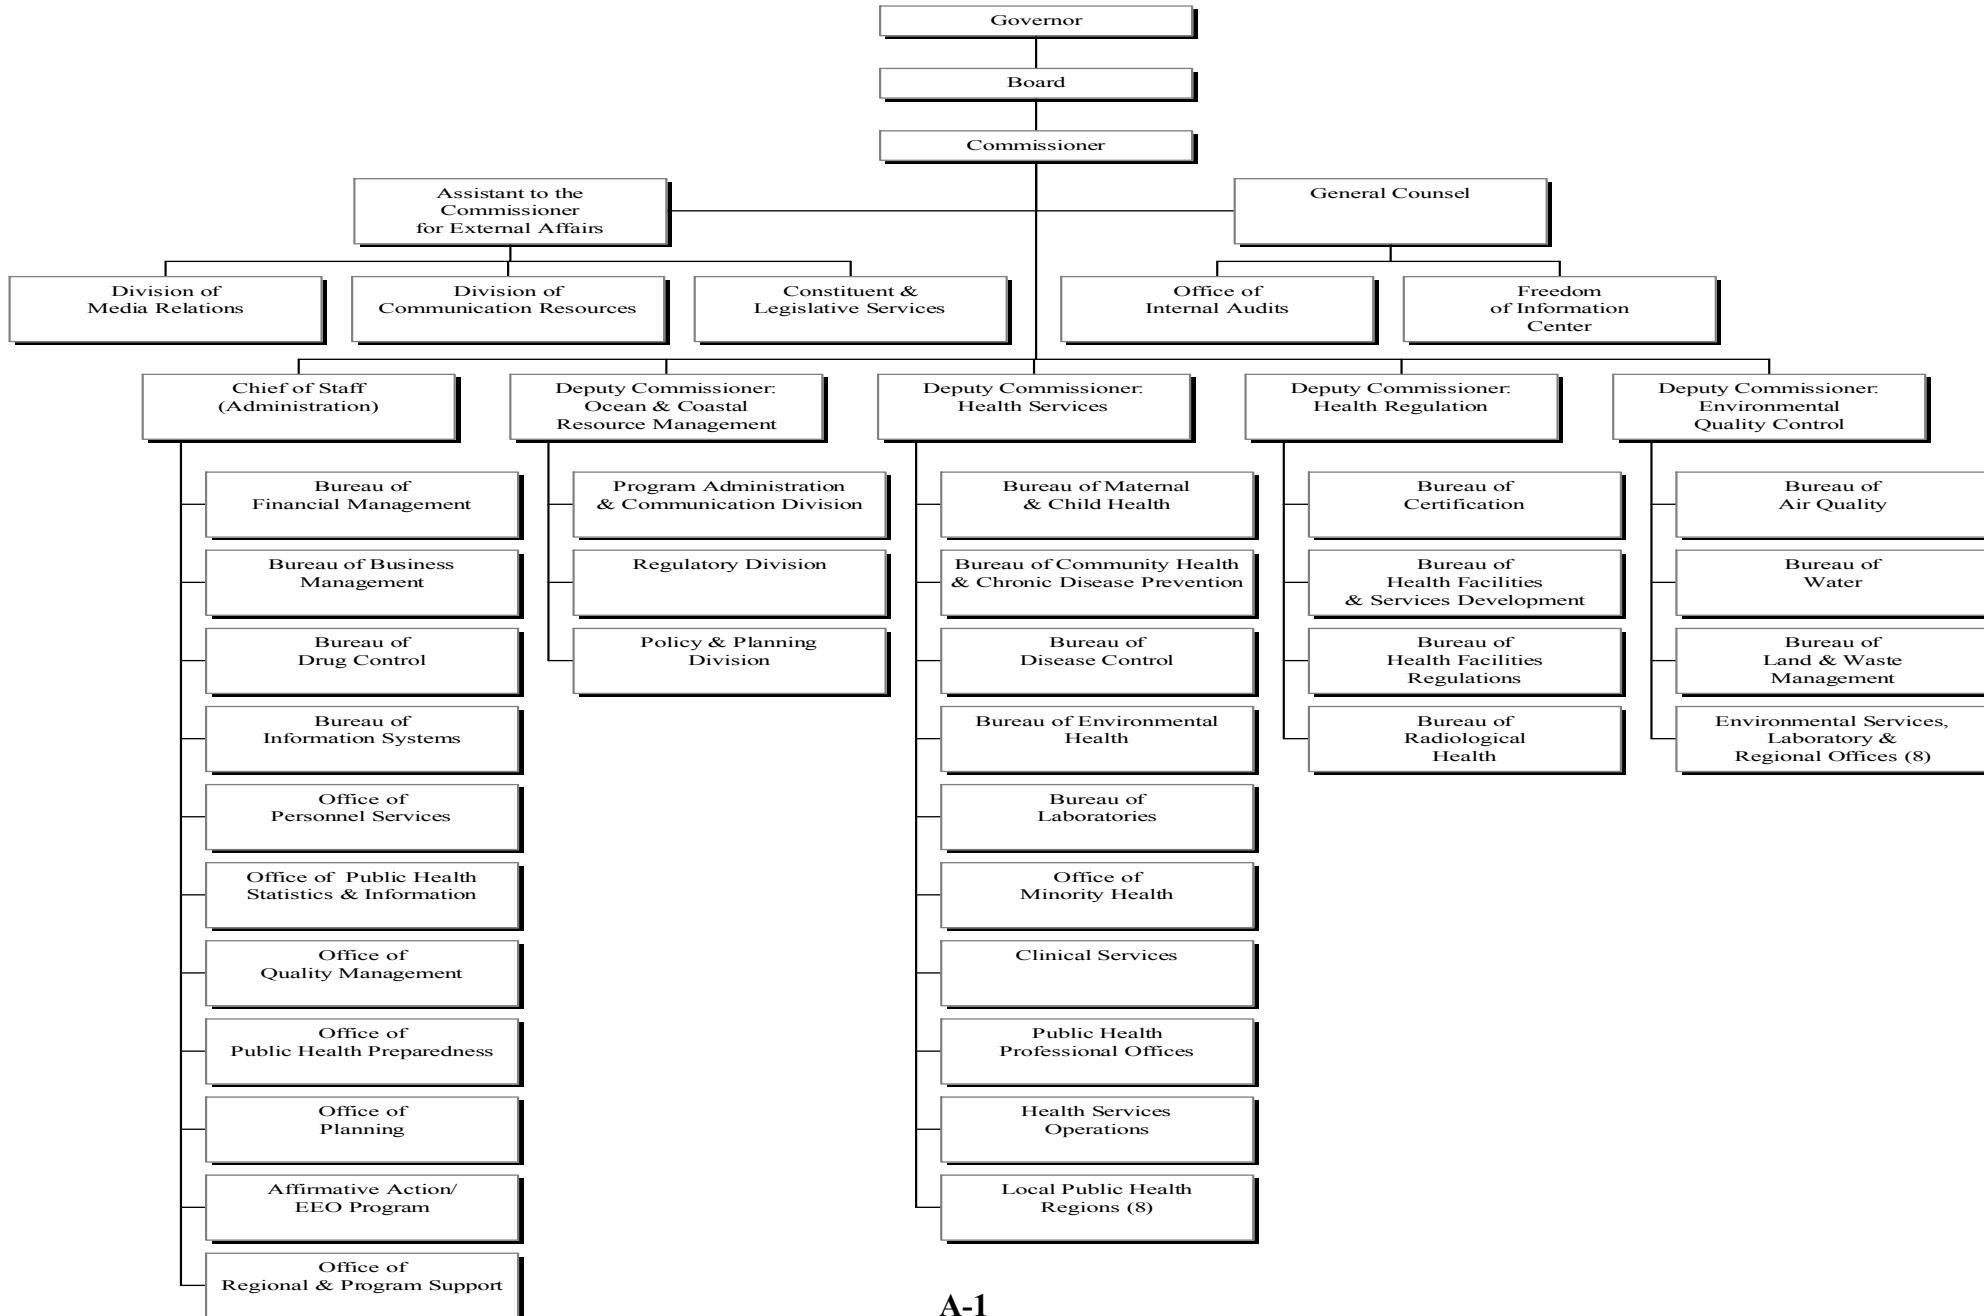 Governor
Board
Commissioner
Assistant to the
Commissioner
for External Affairs
General Counsel
Division of
Media Relations
Division of
Communication Resources
Constituent &
Legislative Services
Office of
Internal Audits
Freedom
of Information
Center
Chief of Staff
(Administration)
Deputy Commissioner:
Ocean & Coastal
Resource Management
Deputy Commissioner:
Health Services
Deputy Commissioner:
Health Regulation
Deputy Commissioner:
Environmental
Quality Control
Bureau of
Financial Management
Bureau of Business
Management
Bureau of
Drug Control
Bureau of
Information Systems
Office of
Personnel Services
Office of  Public Health
Statistics & Information
Office of
Quality Management
Office of
Public Health Preparedness
Office of
Planning
Affirmative Action/
EEO Program
Office of
Regional & Program Support
Program Administration
& Communication Division
Regulatory Division
Policy & Planning
Division
Bureau of Maternal
& Child Health
Bureau of Community Health
& Chronic Disease Prevention
Bureau of
Disease Control
Bureau of Environmental
Health
Bureau of
Laboratories
Office of
Minority Health
Clinical Services
Public Health
Professional Offices
Health Services
Operations
Local Public Health
Regions (8)
Bureau of
Certification
Bureau of
Health Facilities
& Services Development
Bureau of
Health Facilities
Regulations
Bureau of
Radiological
Health
Bureau of
Air Quality
Bureau of
Water
Bureau of
Land & Waste
Management
Environmental Services,
Laboratory &
Regional Offices (8)
A-1